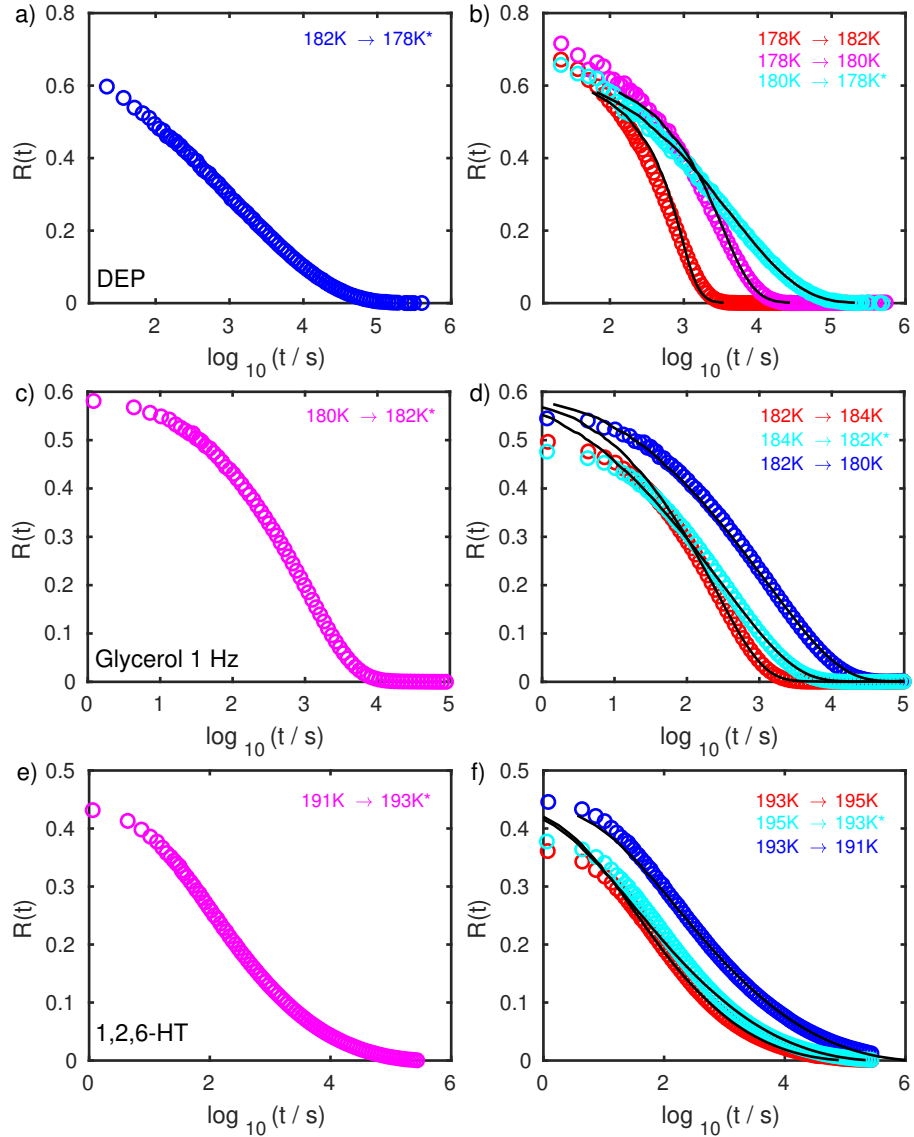 a)
182K → 178K*
R(t)
0.8
0.6
0.4
0.2
0
DEP
2
3
4
5
6
log 10 (t / s)
b)
178K → 182K
178K → 180K
180K → 178K*
R(t)
0.8
0.6
0.4
0.2
0
2
3
4
5
6
log 10 (t / s)
c)
180K → 182K*
R(t)
0.6
0.5
0.4
0.3
0.2
0.1
0
Glycerol 1 Hz
0
1
2
3
4
5
log 10 (t / s)
d)
182K → 184K
184K → 182K*
182K → 180K
R(t)
0.6
0.5
0.4
0.3
0.2
0.1
0
0
1
2
3
4
5
log 10 (t / s)
e)
191K → 193K*
R(t)
0.5
0.4
0.3
0.2
0.1
0
1,2,6-HT
0
2
4
6
log 10 (t / s)
f)
193K → 195K
195K → 193K*
193K → 191K
R(t)
0.5
0.4
0.3
0.2
0.1
0
0
2
4
6
log 10 (t / s)